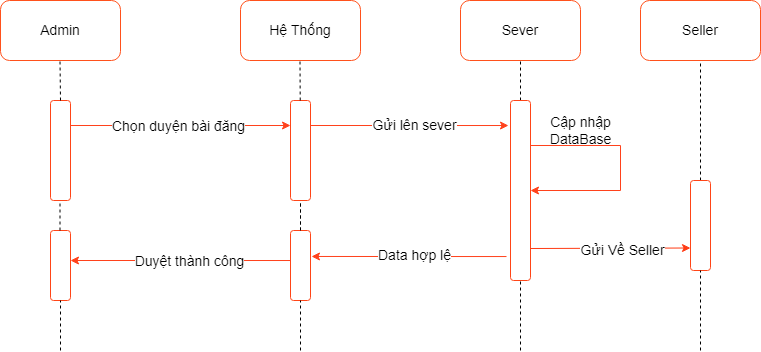 Admin
Hệ Thống
Sever
Seller
Chọn duyện bài đăng
Gửi lên sever
Cập nhập
DataBase
Gửi Về Seller
Data hợp lệ
Duyệt thành công